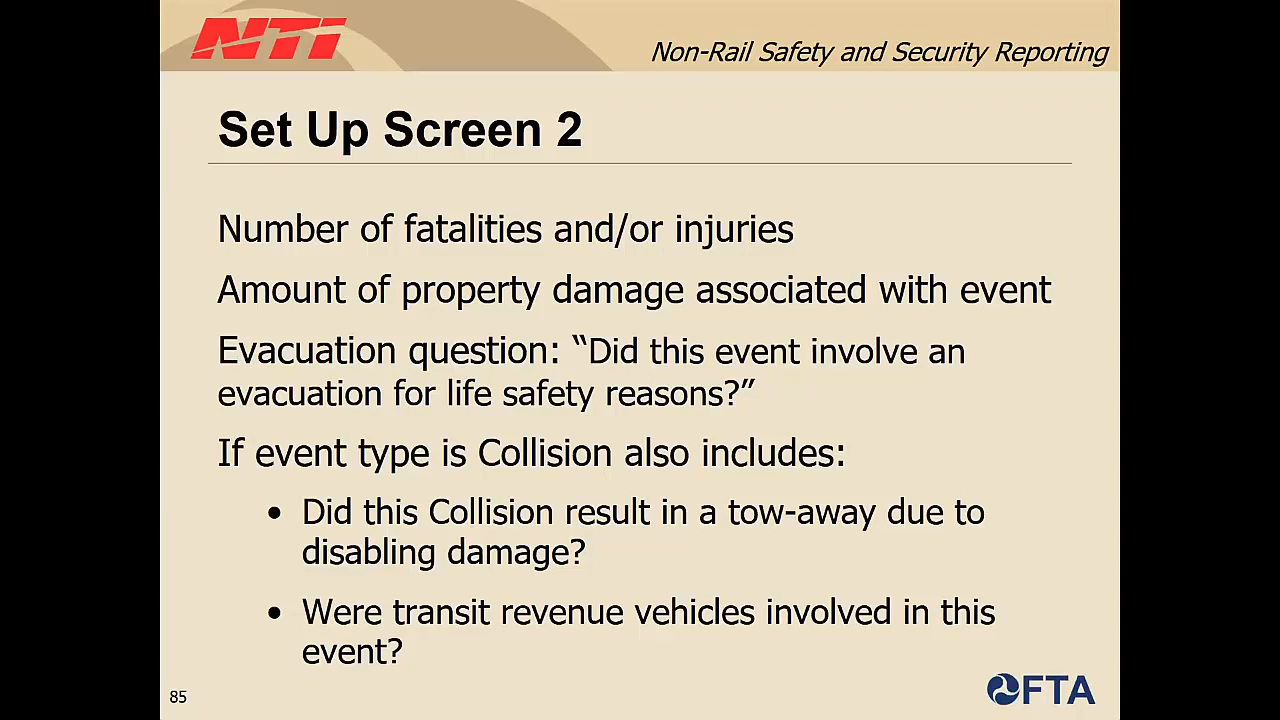 NTI
Non-Rail Safety and Security Reporting
Set Up Screen 2
Number of fatalities and/or injuries
Amount of property damage associated with event
Evacuation question: “Did this event involve an
evacuation for life safety reasons?”
If event type is Collision also includes:
• Did this Collision result in a tow-away due to
disabling damage?
• Were transit revenue vehicles involved in this
event?
85
FTA